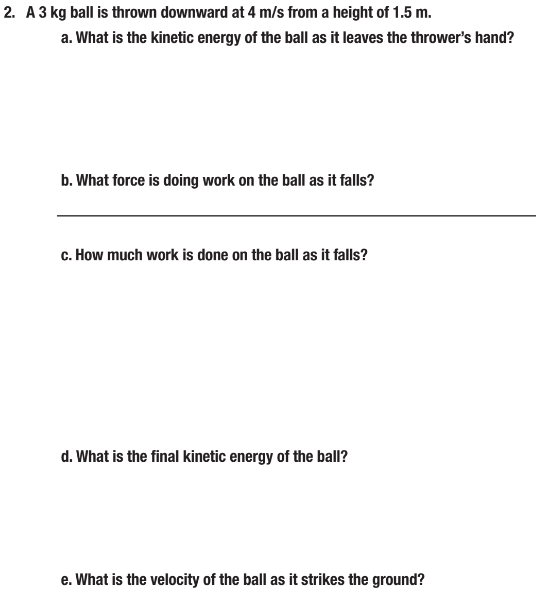 2. A 3 kg ball is thrown downward at 4 m/s from a height of 1.5 m.
a. What is the kinetic energy of the ball as it leaves the thrower's hand?
b. What force is doing work on the ball as it falls?
c. How much work is done on the ball as it falls?
d. What is the final kinetic energy of the ball?
e. What is the velocity of the ball as it strikes the ground?